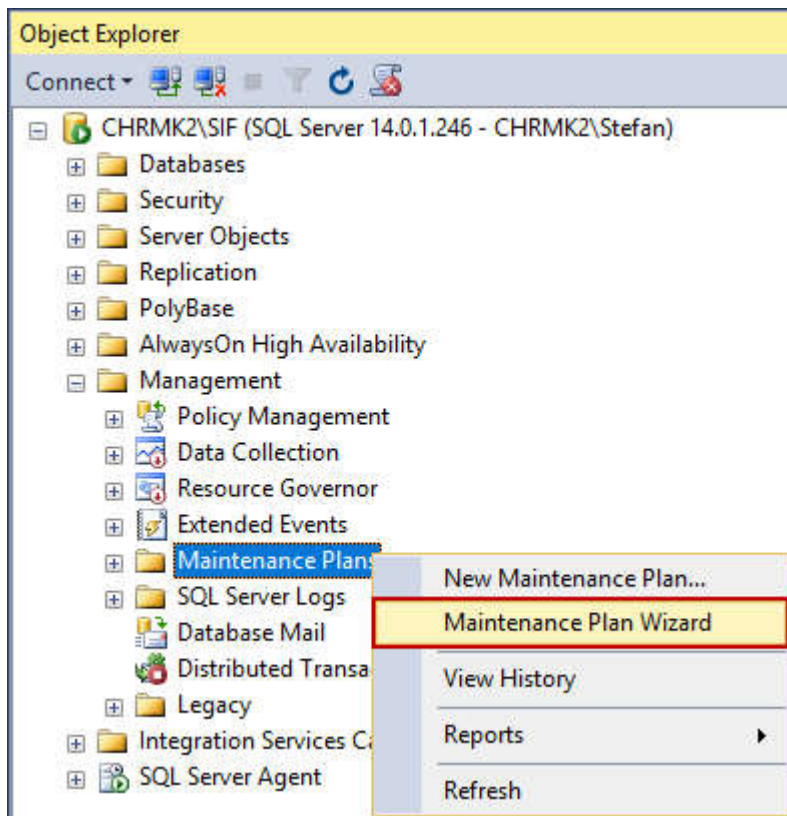 Object Explorer
Connect
CHRMK2\SIF (SQL Server 14.0.1.246 - CHRMK2\Stefan)
Databases
Security
Server Objects
Replication
PolyBase
AlwaysOn High Availability
Management
Policy Management
Data Collection
Resource Governor
Extended Events
Maintenance Plans
SQL Server Logs
Database Mail
Distributed Transa
Legacy
Integration Services Ca
SQL Server Agent
New Maintenance Plan...
Maintenance Plan Wizard
View History
Reports
Refresh